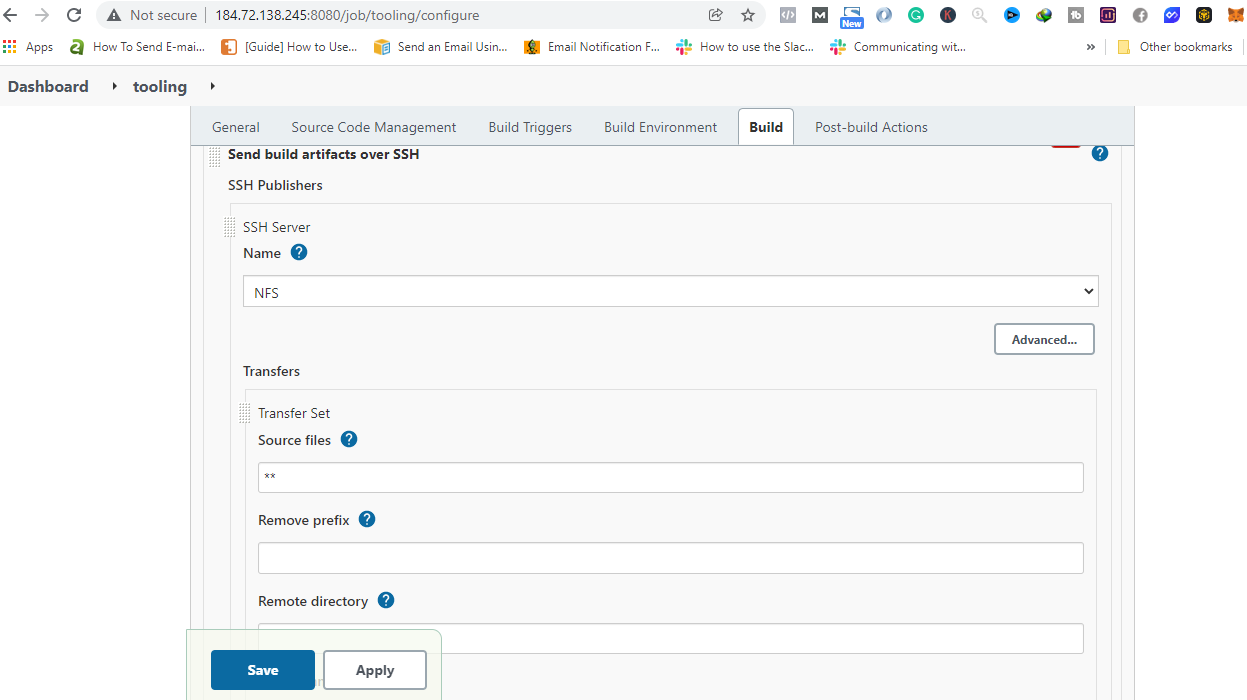 Not secure | 184.72.138.245:8080/job/tooling/configure
New
Apps How To Send E-mai... [Guide] How to Use... Send an Email Usin... Email Notification F... How to use the Slac... Communicating wit... » Other bookmarks
Dashboard tooling
General Source Code Management Build Triggers Build Environment Build Post-build Actions
Send build artifacts over SSH ?
SSH Publishers
SSH Server
Name ?
NFS
Advanced...
Transfers
Transfer Set
Source files ?
**
Remove prefix ?
Remote directory ?
Save Apply